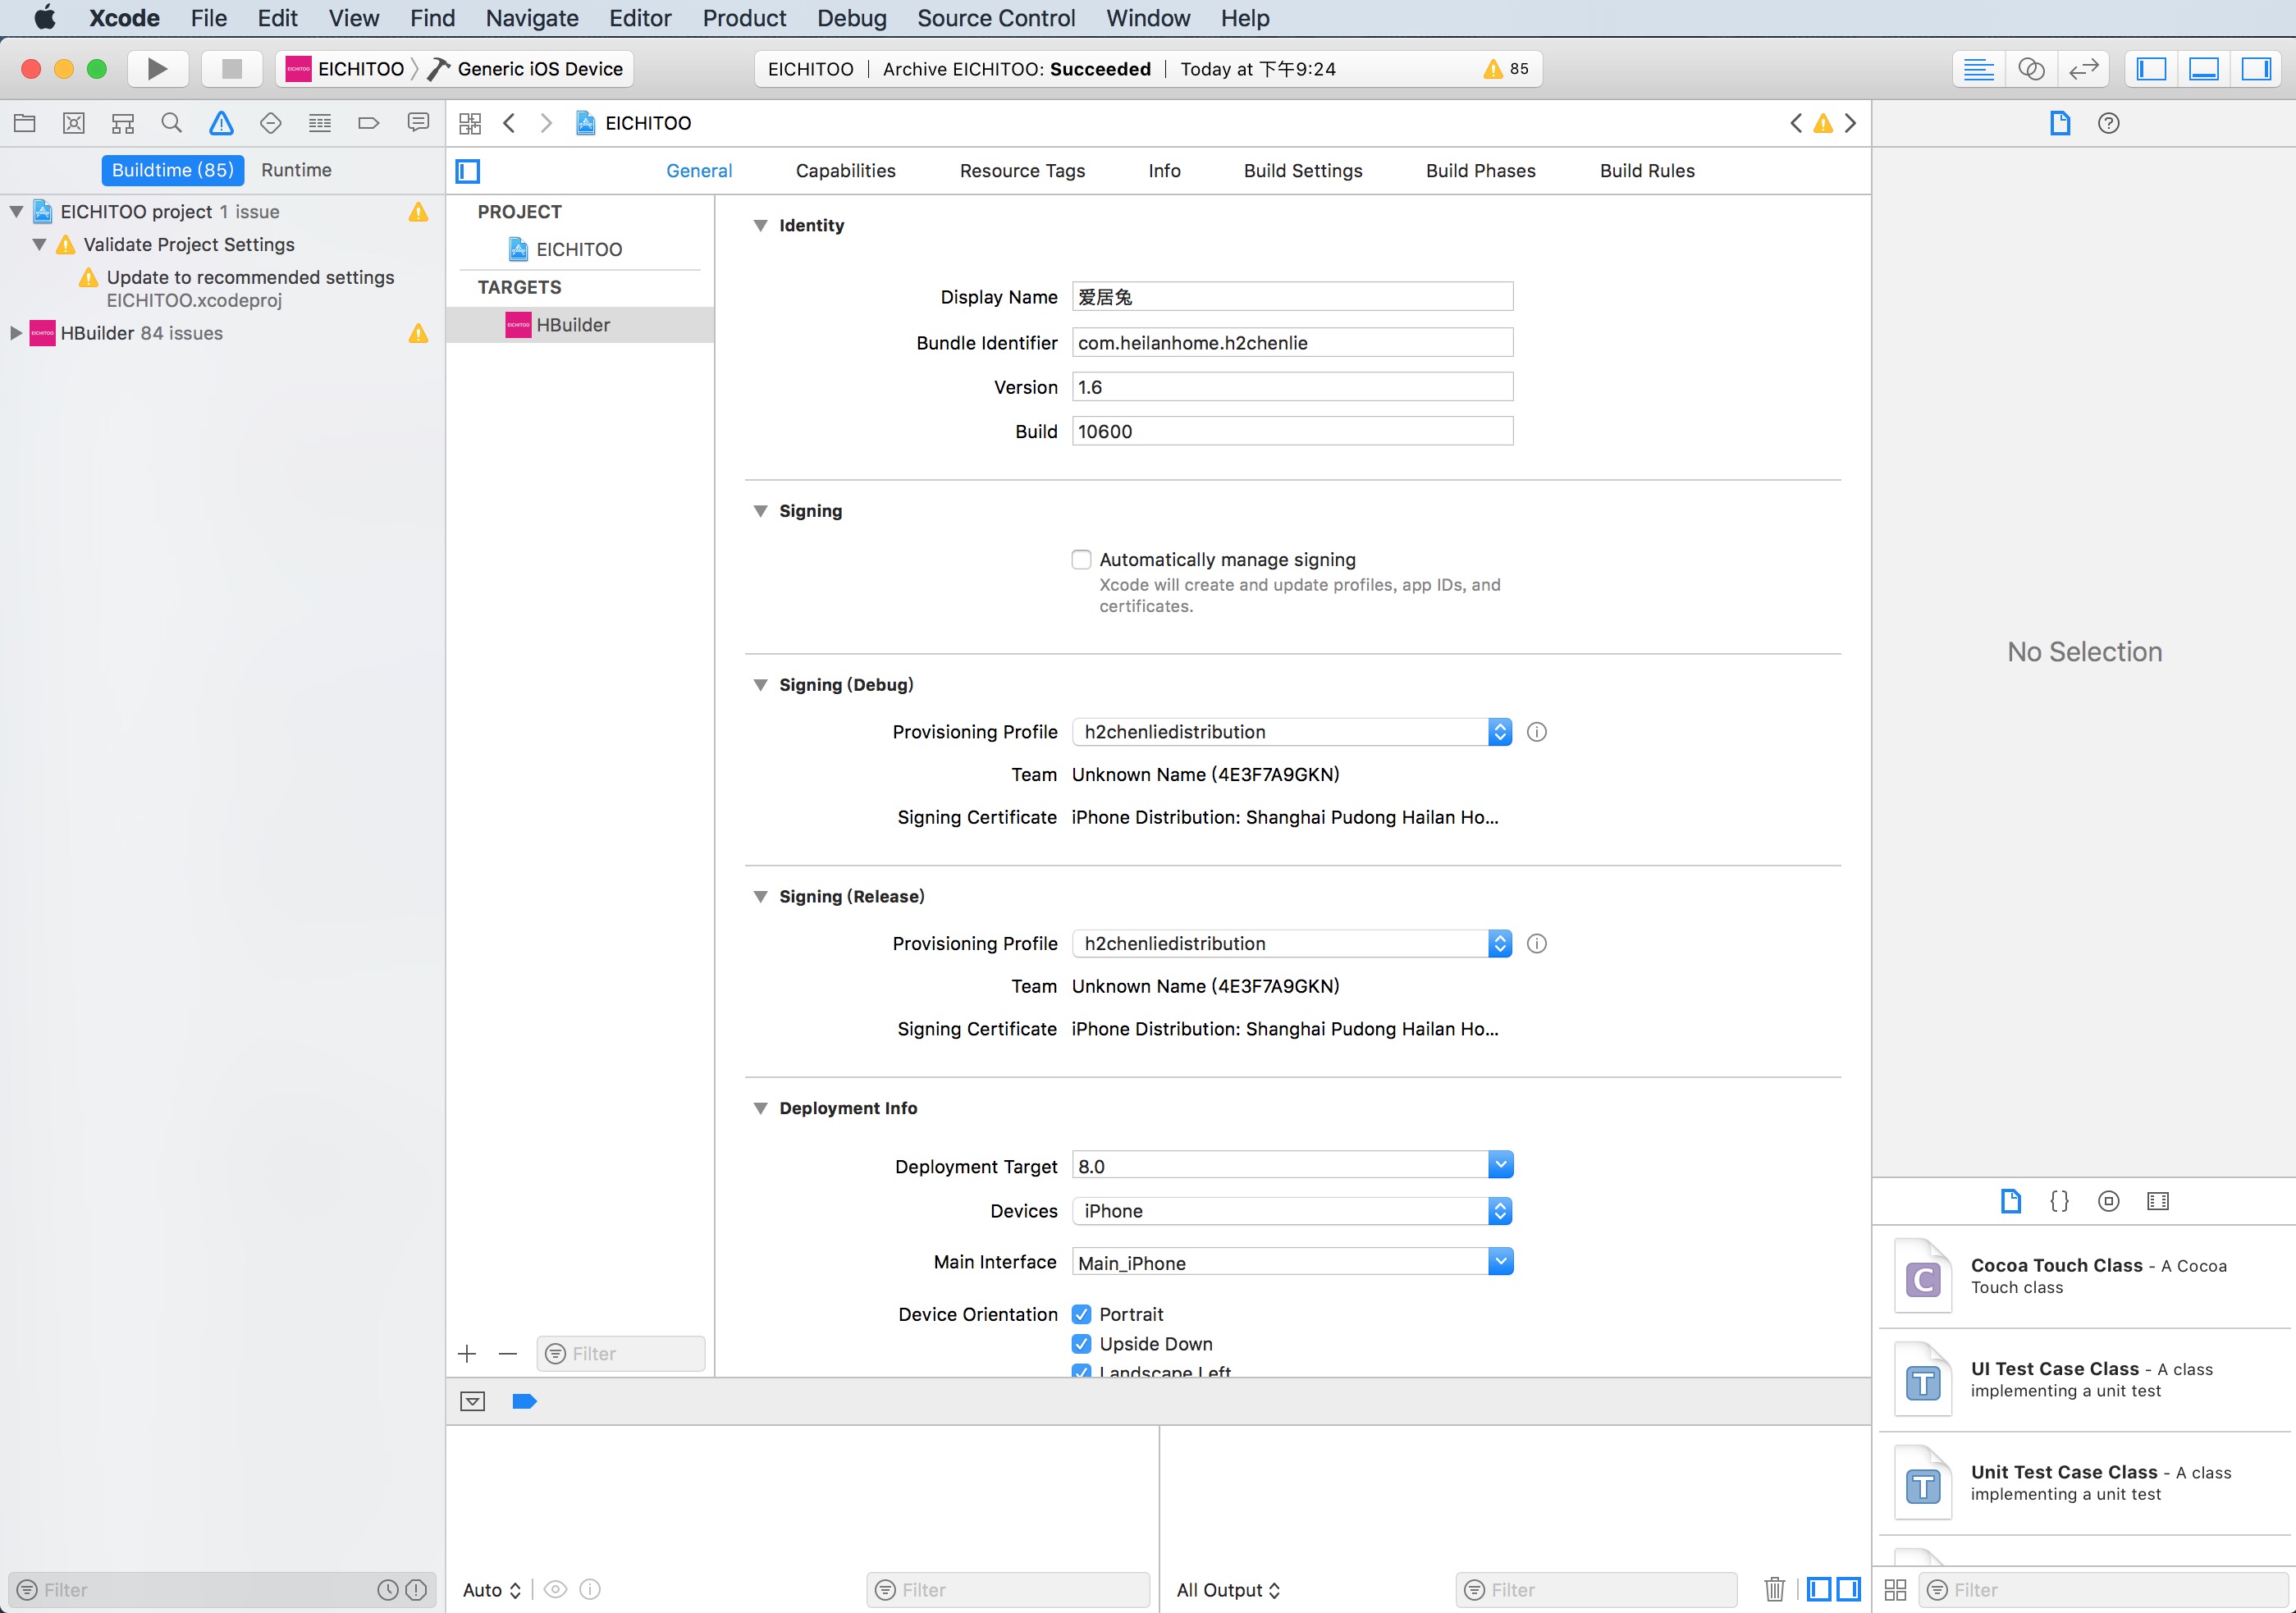 Xcode File Edit View Find Navigate Editor Product Debug Source Control Window Help
EICHITOO Generic iOS Device
EICHITOO Archive EICHITOO: Succeeded Today at 下午9:24 85
EICHITOO
Buildtime (85) Runtime
General Capabilities Resource Tags Info Build Settings Build Phases Build Rules
EICHITOO project 1 issue
Validate Project Settings
Update to recommended settings
EICHITOO.xcodeproj
HBuilder 84 issues
PROJECT
EICHITOO
TARGETS
HBuilder
Identity
Display Name 爱居兔
Bundle Identifier com.heilanhome.h2chenlie
Version 1.6
Build 10600
Signing
Automatically manage signing
Xcode will create and update profiles, app IDs, and
certificates.
Signing (Debug)
Provisioning Profile h2chenliedistribution
Team Unknown Name (4E3F7A9GKN)
Signing Certificate iPhone Distribution: Shanghai Pudong Hailan Ho...
Signing (Release)
Provisioning Profile h2chenliedistribution
Team Unknown Name (4E3F7A9GKN)
Signing Certificate iPhone Distribution: Shanghai Pudong Hailan Ho...
Deployment Info
Deployment Target 8.0
Devices iPhone
Main Interface Main_iPhone
Device Orientation Portrait
Upside Down
Landscape Left
Filter
No Selection
Cocoa Touch Class - A Cocoa
Touch class
UI Test Case Class - A class
implementing a unit test
Unit Test Case Class - A class
implementing a unit test
Filter
Auto
Filter
All Output
Filter
Filter